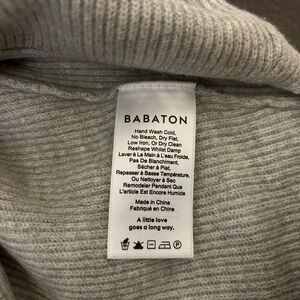 BABATON
Hand Wash Cold,
No Bleach, Dry Flat,
Low Iron, Or Dry Clean
Reshape Whilst Damp
Laver à La Main à L'eau Froide,
Pas De Blanchiment,
Sécher à Plat,
Repasser à Basse Température,
Ou Nettoyer à Sec
Remodeler Pendant Que
L'article Est Encore Humide
Made in China
Fabriqué en Chine
A little love
goes a long way.